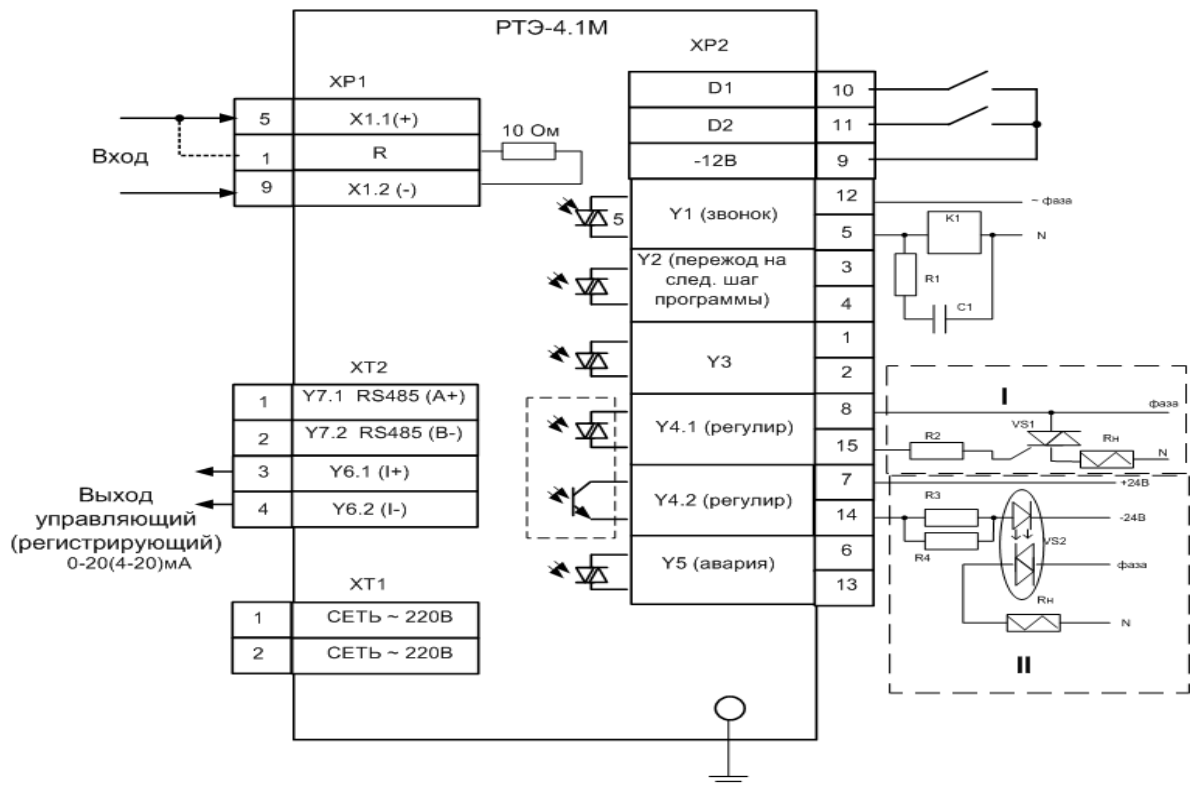 РТЭ-4.1М
XP1
5 X1.1(+)
1 R
9 X1.2 (-)
10 Ом
Вход
XP2
D1 10
D2 11
-12В 9
5
Y1 (звонок) 12
5
Y2 (пережод на
след. шаг
программы)
3
4
Y3 1
2
Y4.1 (регулир) 8
15
Y4.2 (регулир) 7
14
Y5 (авария) 6
13
~ фаза
K1
N
R1
C1
I
фаза
VS1
R2
Rн
N
+24В
R3
-24В
VS2
R4
фаза
Rн
N
II
XT2
1 Y7.1 RS485 (A+)
2 Y7.2 RS485 (B-)
3 Y6.1 (I+)
4 Y6.2 (I-)
Выход
управляющий
(регистрирующий)
0-20(4-20)мА
XT1
1 СЕТЬ ~ 220В
2 СЕТЬ ~ 220В